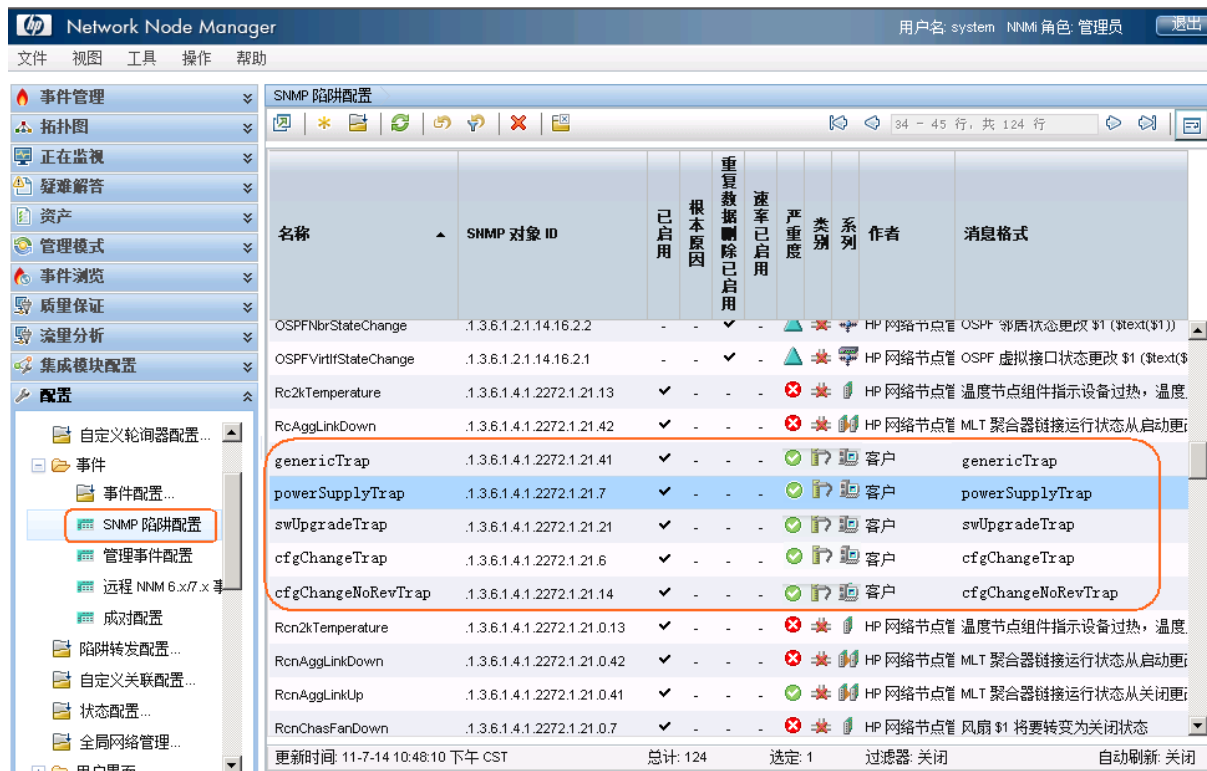 hp Network Node Manager 用户名: system NNMi 角色: 管理员 退出
文件 视图 工具 操作 帮助
事件管理
拓扑图
正在监视
疑难解答
资产
管理模式
事件浏览
质量保证
流量分析
集成模块配置
配置
自定义轮询器配置...
事件
事件配置...
SNMP 陷阱配置
管理事件配置
远程 NNM 6.x/7.x 事
成对配置
陷阱转发配置...
自定义关联配置...
状态配置...
全局网络管理...
用户界面
SNMP 陷阱配置
34 - 45 行, 共 124 行
名称 SNMP 对象 ID 已启用 根本原因 重复数据删除已启用 速率已启用 严重度 类别 系列 作者 消息格式
OSPFNbrStateChange .1.3.6.1.2.1.14.16.2.2 - - - HP 网络节点管 OSPF 邻居状态更改 $1 ($text($1))
OSPFVirtIfStateChange .1.3.6.1.2.1.14.16.2.1 - - - HP 网络节点管 OSPF 虚拟接口状态更改 $1 ($text($
Rc2kTemperature .1.3.6.1.4.1.2272.1.21.13 - - - HP 网络节点管 温度节点组件指示设备过热，温度
RcAggLinkDown .1.3.6.1.4.1.2272.1.21.42 - - - HP 网络节点管 MLT 聚合器链接运行状态从启动更改
genericTrap .1.3.6.1.4.1.2272.1.21.41 - - - 客户 genericTrap
powerSupplyTrap .1.3.6.1.4.1.2272.1.21.7 - - - 客户 powerSupplyTrap
swUpgradeTrap .1.3.6.1.4.1.2272.1.21.21 - - - 客户 swUpgradeTrap
cfgChangeTrap .1.3.6.1.4.1.2272.1.21.6 - - - 客户 cfgChangeTrap
cfgChangeNoRevTrap .1.3.6.1.4.1.2272.1.21.14 - - - 客户 cfgChangeNoRevTrap
Rcn2kTemperature .1.3.6.1.4.1.2272.1.21.0.13 - - - HP 网络节点管 温度节点组件指示设备过热，温度
RcnAggLinkDown .1.3.6.1.4.1.2272.1.21.0.42 - - - HP 网络节点管 MLT 聚合器链接运行状态从启动更改
RcnAggLinkUp .1.3.6.1.4.1.2272.1.21.0.41 - - - HP 网络节点管 MLT 聚合器链接运行状态从关闭更改
RcnChasFanDown .1.3.6.1.4.1.2272.1.21.0.7 - - - HP 网络节点管 风扇 $1 将要转变为关闭状态
更新时间: 11-7-14 10:48:10 下午 CST 总计: 124 选定: 1 过滤器: 关闭 自动刷新: 关闭